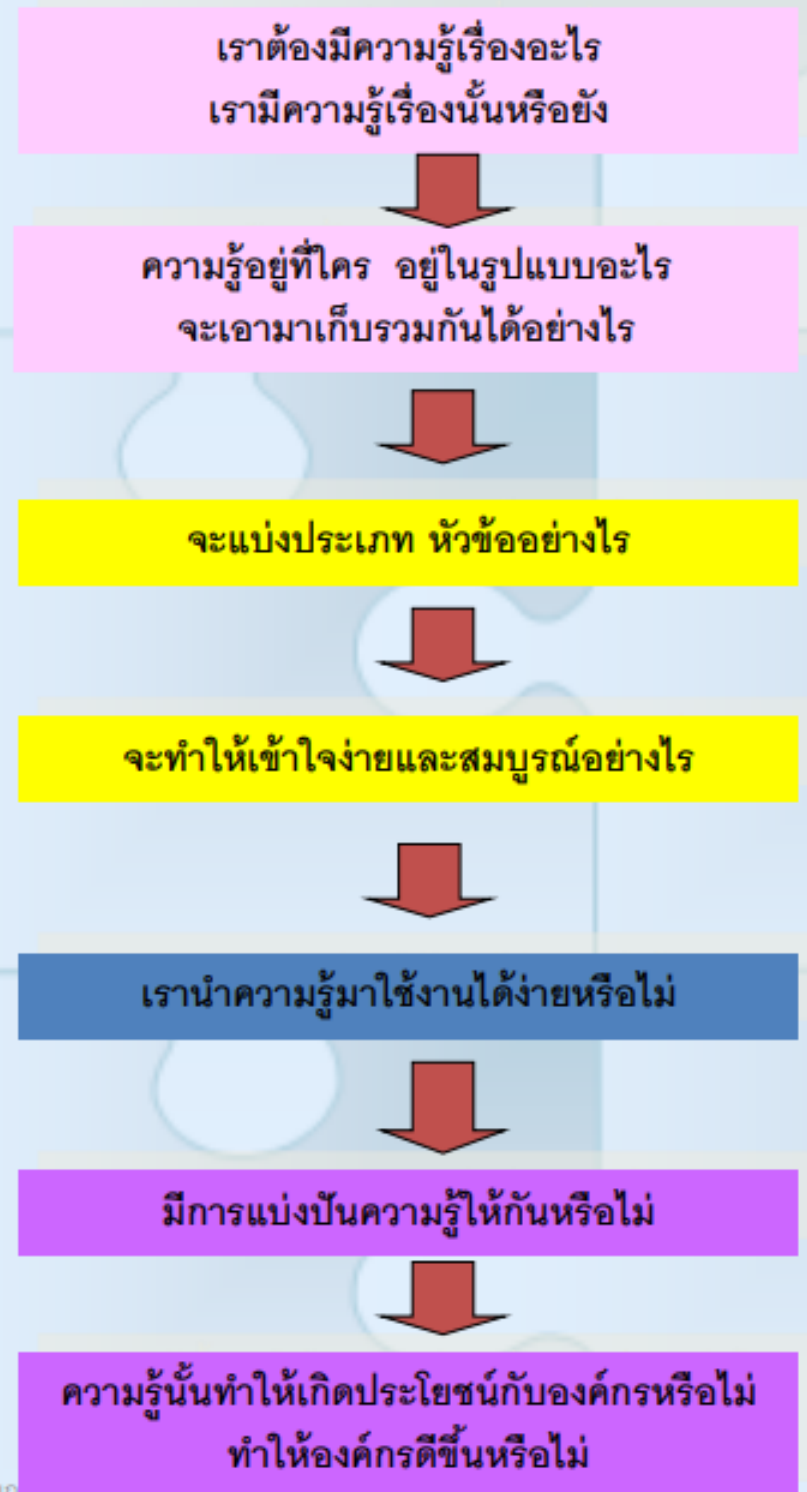 เราต้องมีความรู้เรื่องอะไร
เรามีความรู้เรื่องนั้นหรือยัง
ความรู้อยู่ที่ใคร อยู่ในรูปแบบอะไร
จะเอามาเก็บรวมกันได้อย่างไร
จะแบ่งประเภท หัวข้ออย่างไร
จะทำให้เข้าใจง่ายและสมบูรณ์อย่างไร
เรานำความรู้มาใช้งานได้ง่ายหรือไม่
มีการแบ่งปันความรู้ให้กันหรือไม่
ความรู้นั้นทำให้เกิดประโยชน์กับองค์กรหรือไม่
ทำให้องค์กรดีขึ้นหรือไม่